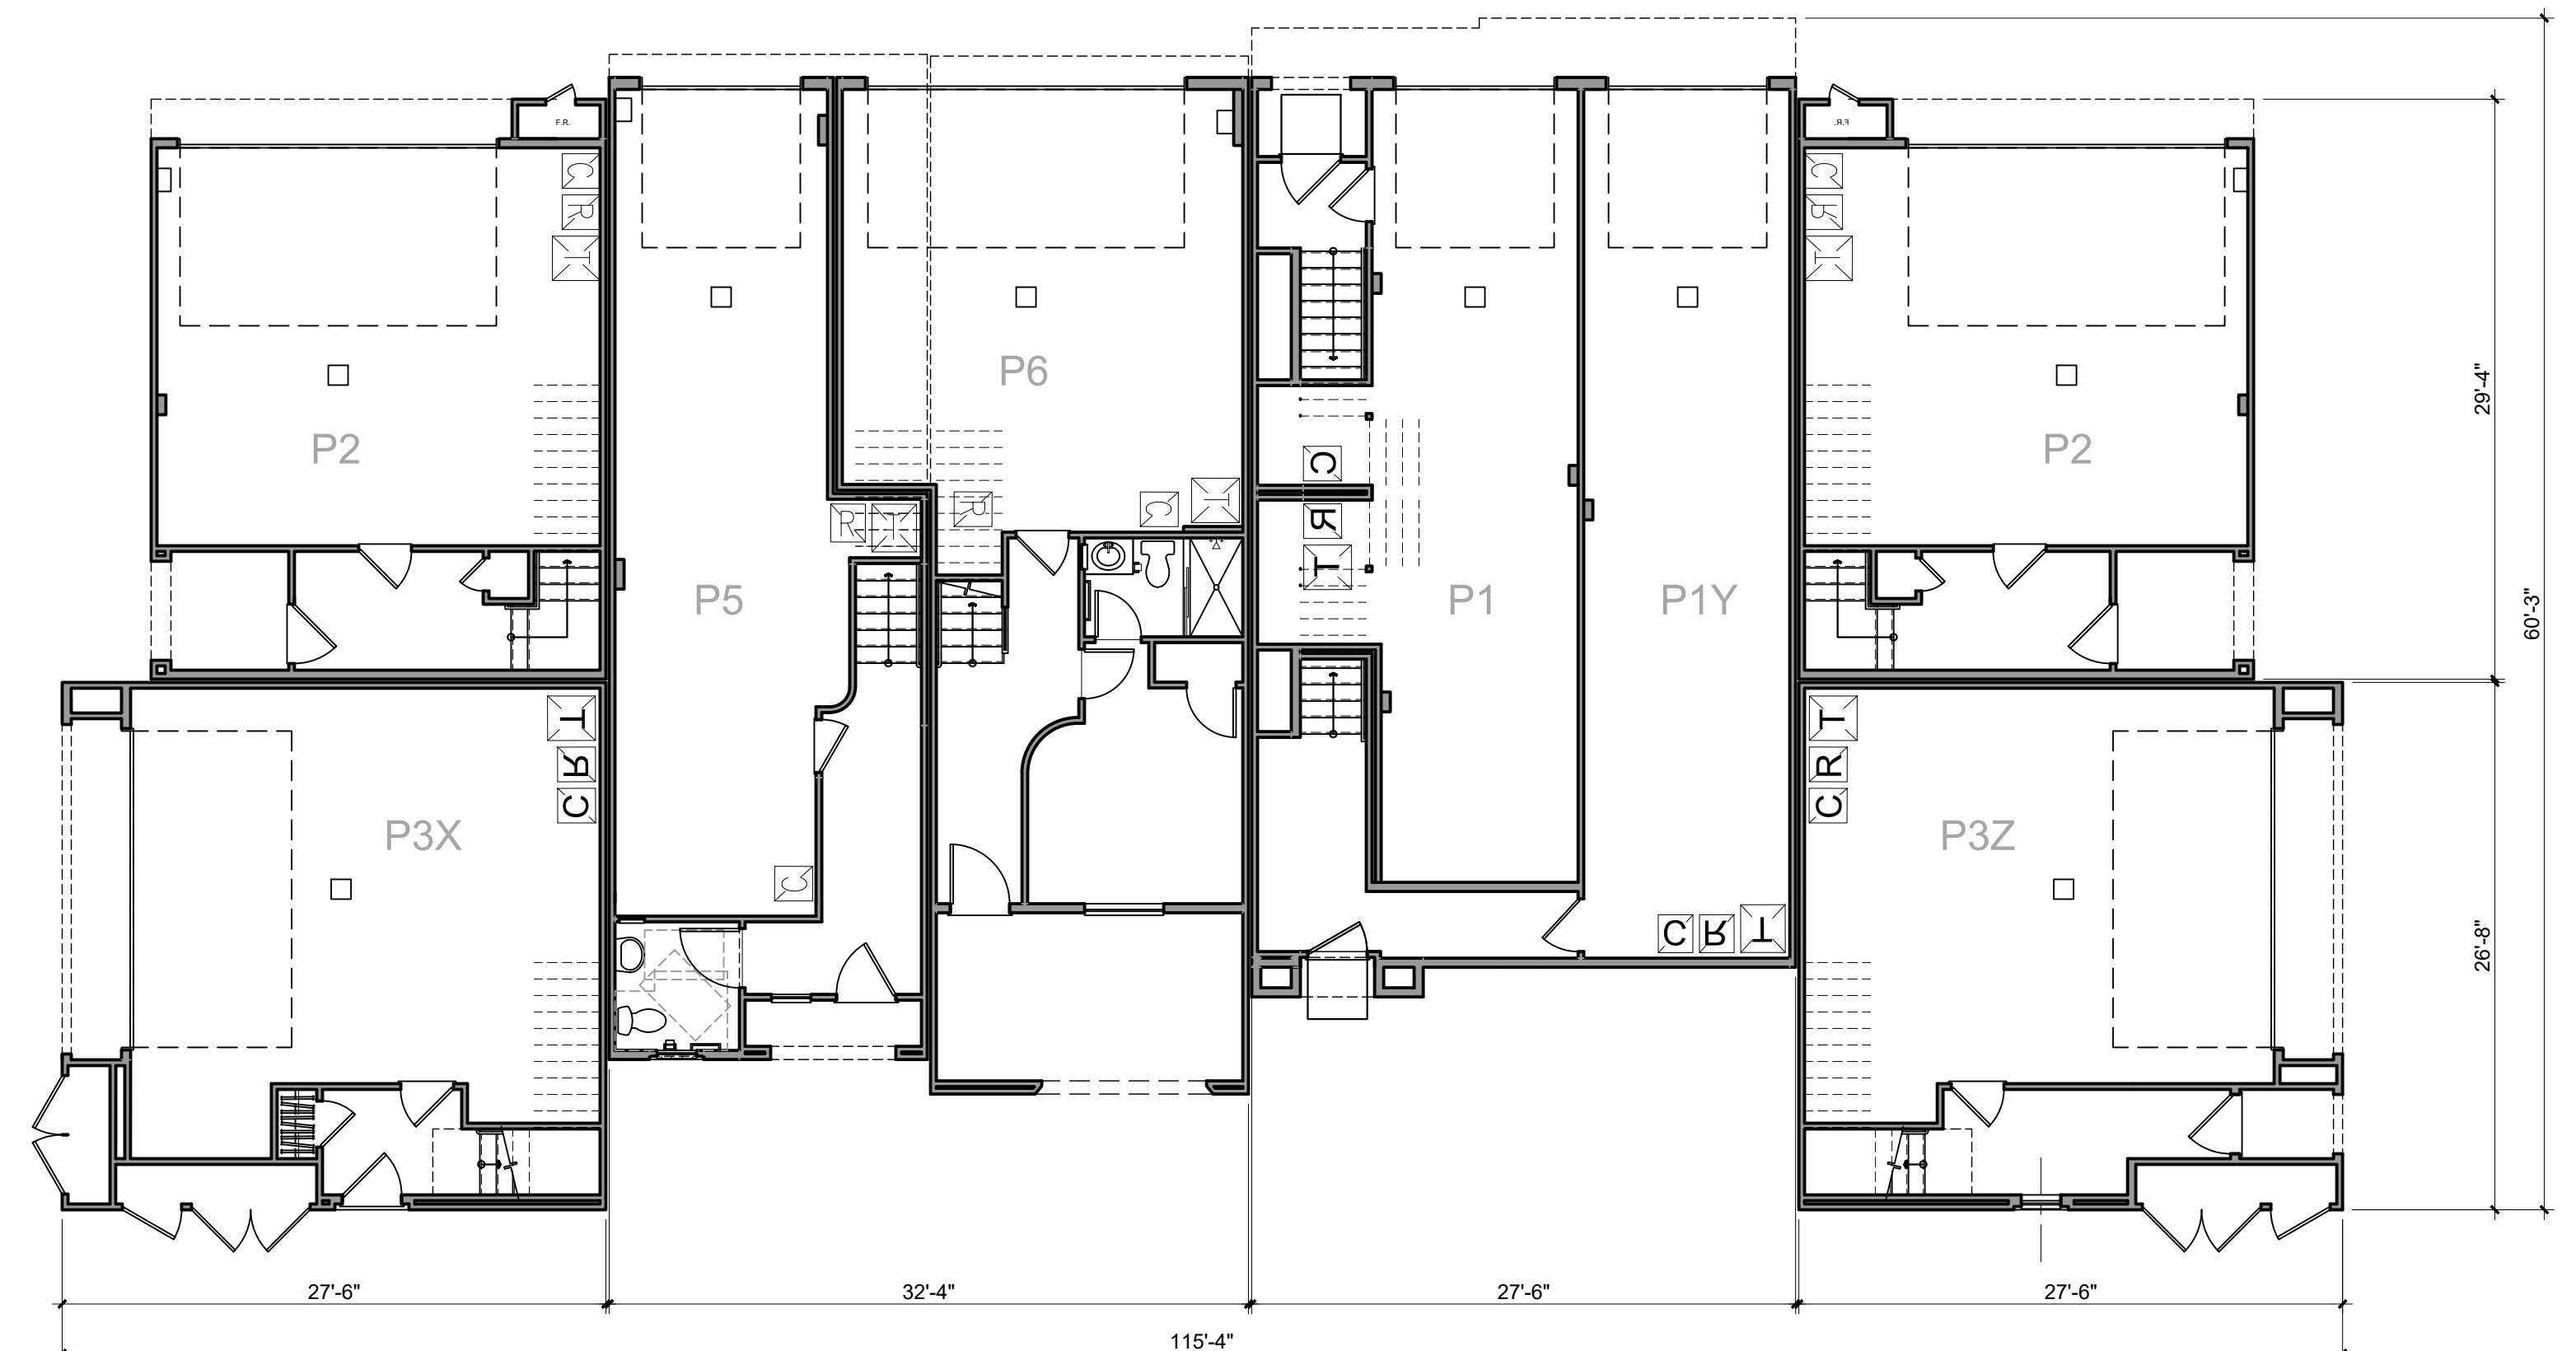 F.R.
F.R.
C
C
R
R
T
T
29'-4"
P6
P2
P2
C
60'-3"
R
C
T
R
R
T
T
P5
P1
P1Y
T
T
R
R
C
C
P3X
P3Z
C
C R T
26'-8"
27'-6"
32'-4"
27'-6"
27'-6"
115'-4"